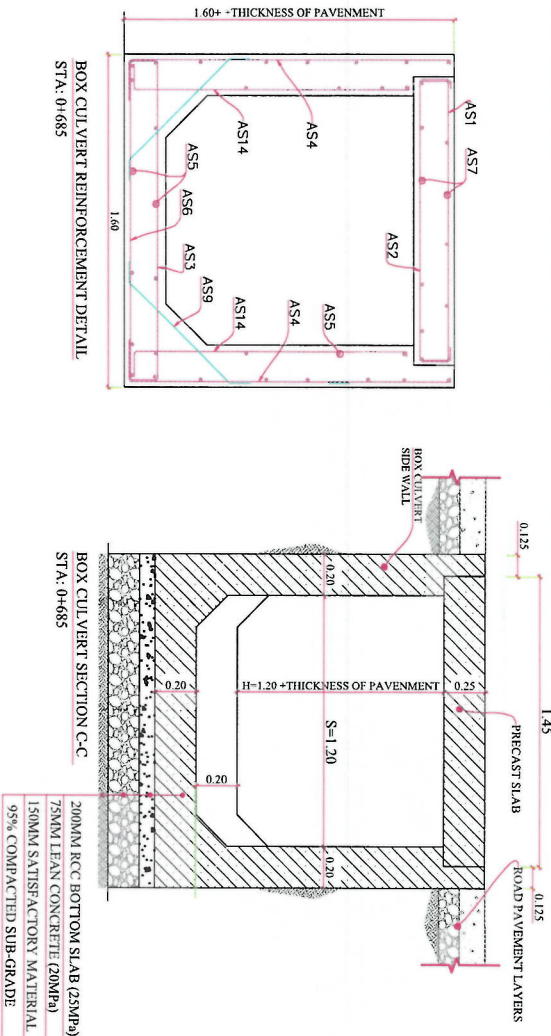 1.60+ +THICKNESS OF PAVENMENT
AS1
AS7
AS2
AS4
AS14
AS5
AS6
AS3
AS9
AS14
AS4
AS5
1.60
BOX CULVERT REINFORCEMENT DETAIL
STA: 0+685
BOX CULVERT
SIDE WALL
0.125
1.45
0.125
PRECAST SLAB
ROAD PAVEMENT LAYERS
0.20
H=1.20 +THICKNESS OF PAVENMENT
0.25
S=1.20
0.20
0.20
0.20
BOX CULVERT SECTION C-C
STA: 0+685
200MM RCC BOTTOM SLAB (25MPa)
75MM LEAN CONCRETE (20MPa)
150MM SATISFACTORY MATERIAL
95% COMPACTED SUB-GRADE